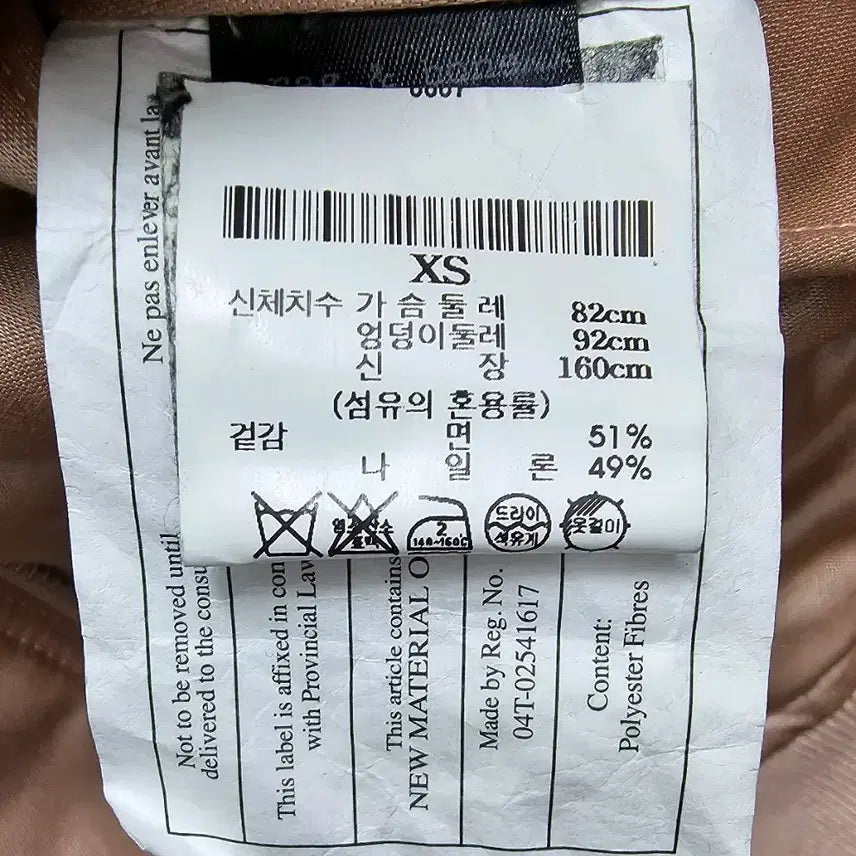 XS
신체치수 가슴둘레 82cm
엉덩이둘레 92cm
신 장 160cm
(섬유의 혼용률)
겉감 면 51%
나 일 론 49%
2
140~160℃
드라이
석유계
옷걸이
Ne pas enlever avant la
Not to be removed until
delivered to the consu
This label is affixed in con
with Provincial Law
This article contains
NEW MATERIAL O
Made by Reg. No.
04T-02541617
Content:
Polyester Fibres